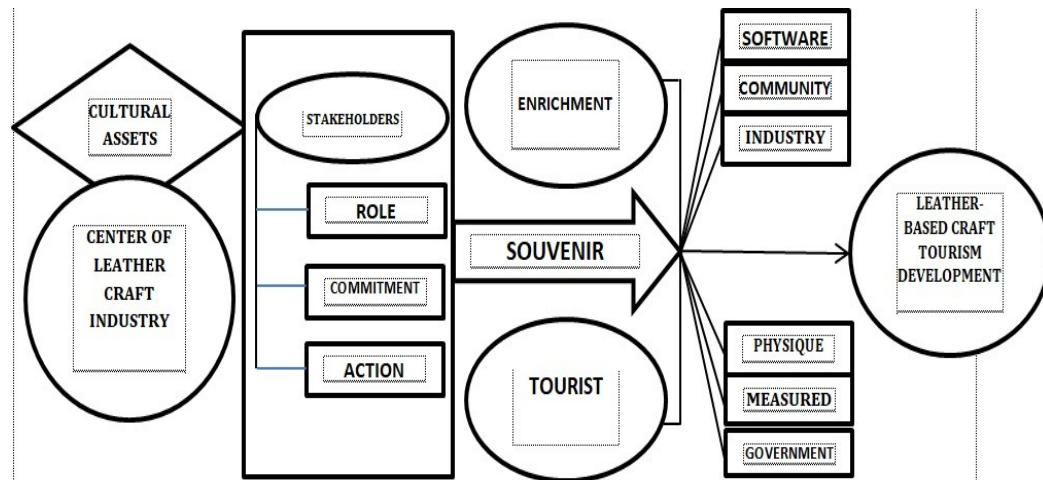 CULTURAL
ASSETS
CENTER OF
LEATHER
CRAFT
INDUSTRY
STAKEHOLDERS
ROLE
COMMITMENT
ACTION
ENRICHMENT
SOUVENIR
TOURIST
SOFTWARE
COMMUNITY
INDUSTRY
PHYSIQUE
MEASURED
GOVERNMENT
LEATHER-
BASED CRAFT
TOURISM
DEVELOPMENT